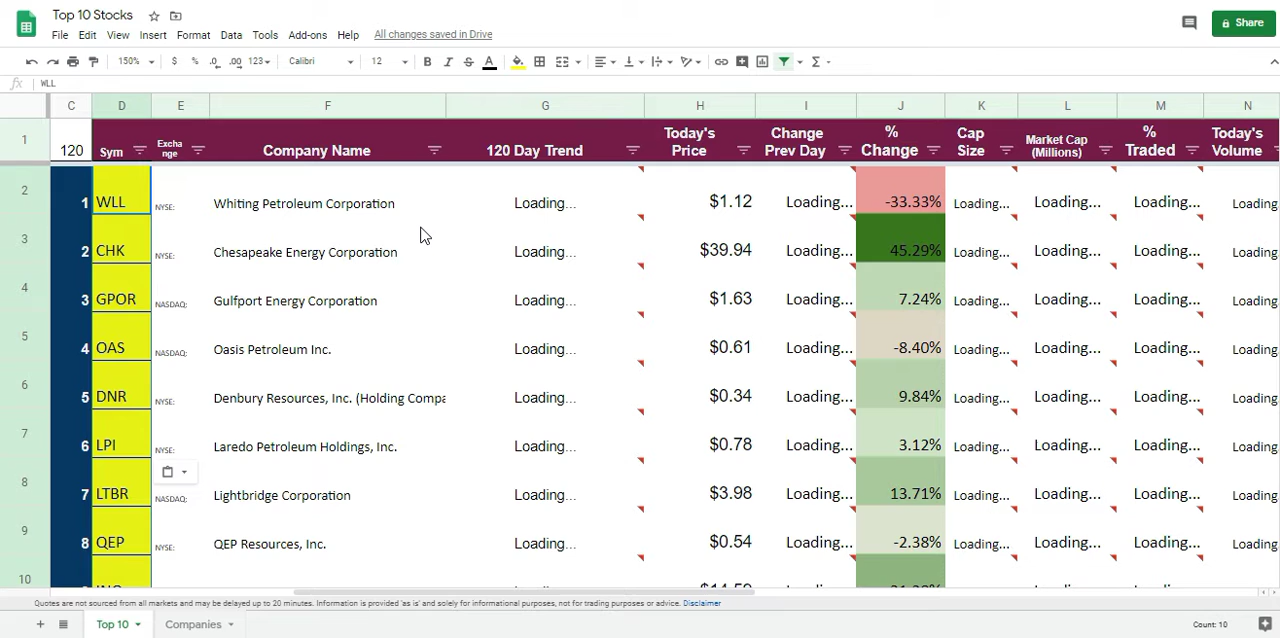 Top 10 Stocks
File Edit View Insert Format Data Tools Add-ons Help All changes saved in Drive
Share
150% $ % .0 .00 123 Calibri 12 B I S A Σ
fx WLL
C D E F G H I J K L M N
1 120 Sym Excha nge Company Name 120 Day Trend Today's Price Change Prev Day % Change Cap Size Market Cap (Millions) % Traded Today's Volume
2 1 WLL NYSE: Whiting Petroleum Corporation Loading... $1.12 Loading... -33.33% Loading... Loading... Loading... Loading
3 2 CHK NYSE: Chesapeake Energy Corporation Loading... $39.94 Loading... 45.29% Loading... Loading... Loading... Loading
4 3 GPOR NASDAQ: Gulfport Energy Corporation Loading... $1.63 Loading... 7.24% Loading... Loading... Loading... Loading
5 4 OAS NASDAQ: Oasis Petroleum Inc. Loading... $0.61 Loading... -8.40% Loading... Loading... Loading... Loading
6 5 DNR NYSE: Denbury Resources, Inc. (Holding Compa Loading... $0.34 Loading... 9.84% Loading... Loading... Loading... Loading
7 6 LPI NYSE: Laredo Petroleum Holdings, Inc. Loading... $0.78 Loading... 3.12% Loading... Loading... Loading... Loading
8 7 LTBR NASDAQ: Lightbridge Corporation Loading... $3.98 Loading... 13.71% Loading... Loading... Loading... Loading
9 8 QEP NYSE: QEP Resources, Inc. Loading... $0.54 Loading... -2.38% Loading... Loading... Loading... Loading
10
Quotes are not sourced from all markets and may be delayed up to 20 minutes. Information is provided 'as is' and solely for informational purposes, not for trading purposes or advice. Disclaimer
+ Top 10 Companies Count: 10